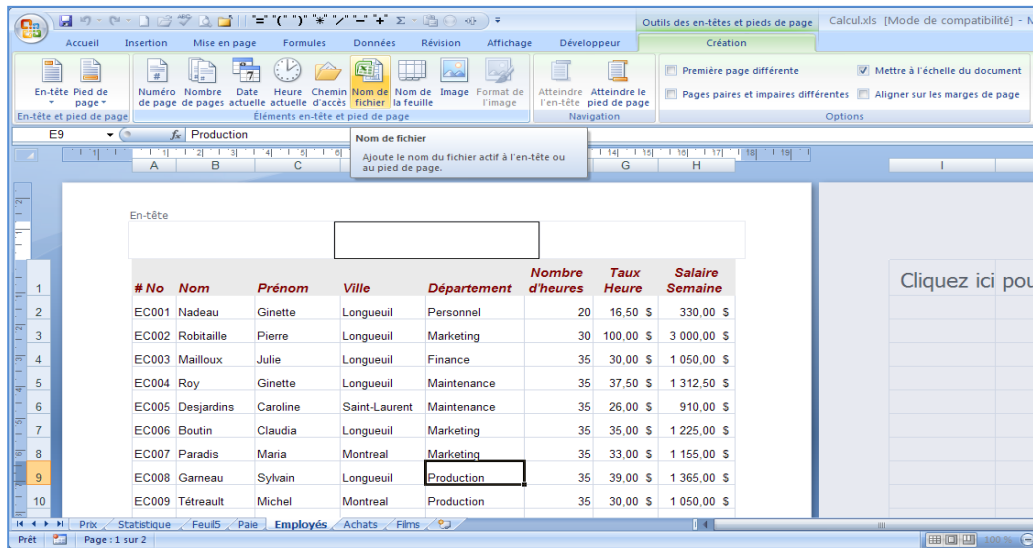 "=" "(" ")" "*" "/" "-" "+" Σ
Outils des en-têtes et pieds de page
Calcul.xls [Mode de compatibilité] - M
Accueil Insertion Mise en page Formules Données Révision Affichage Développeur Création
En-tête Pied de page
Numéro de page
Nombre de pages
Date actuelle
Heure actuelle
Chemin d'accès
Nom de fichier
Nom de la feuille
Image
Format de l'image
Atteindre l'en-tête
Atteindre le pied de page
Première page différente
Mettre à l'échelle du document
Pages paires et impaires différentes
Aligner sur les marges de page
En-tête et pied de page
Éléments en-tête et pied de page
Navigation
Options
E9 fx Production
Nom de fichier
Ajoute le nom du fichier actif à l'en-tête ou
au pied de page.
A B C G H I
En-tête
Cliquez ici pou
1 # No Nom Prénom Ville Département Nombre d'heures Taux Heure Salaire Semaine
2 EC001 Nadeau Ginette Longueuil Personnel 20 16,50 $ 330,00 $
3 EC002 Robitaille Pierre Longueuil Marketing 30 100,00 $ 3 000,00 $
4 EC003 Mailloux Julie Longueuil Finance 35 30,00 $ 1 050,00 $
5 EC004 Roy Ginette Longueuil Maintenance 35 37,50 $ 1 312,50 $
6 EC005 Desjardins Caroline Saint-Laurent Maintenance 35 26,00 $ 910,00 $
7 EC006 Boutin Claudia Longueuil Marketing 35 35,00 $ 1 225,00 $
8 EC007 Paradis Maria Montreal Marketing 35 33,00 $ 1 155,00 $
9 EC008 Garneau Sylvain Longueuil Production 35 39,00 $ 1 365,00 $
10 EC009 Tétreault Michel Montreal Production 35 30,00 $ 1 050,00 $
Prix Statistique Feuil5 Paie Employés Achats Films
Prêt Page : 1 sur 2 100 %